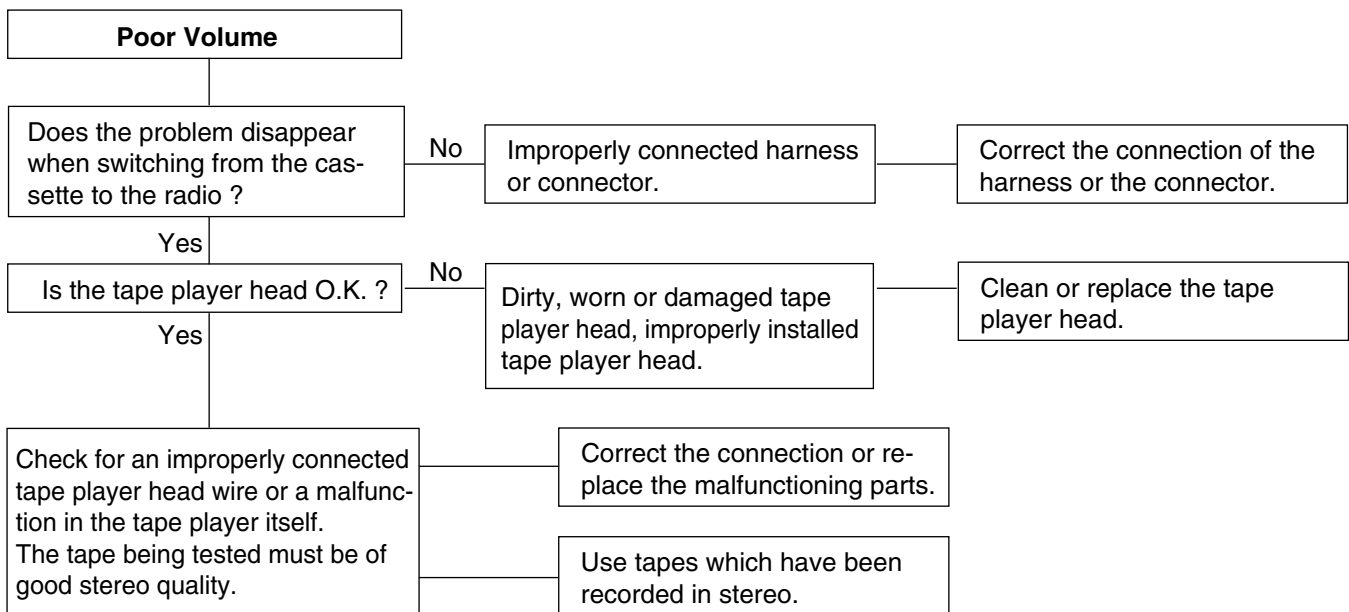 Poor Volume
Does the problem disappear
when switching from the cas-
sette to the radio ?
No
Improperly connected harness
or connector.
Correct the connection of the
harness or the connector.
Yes
Is the tape player head O.K. ?
No
Dirty, worn or damaged tape
player head, improperly installed
tape player head.
Clean or replace the tape
player head.
Yes
Check for an improperly connected
tape player head wire or a malfunc-
tion in the tape player itself.
The tape being tested must be of
good stereo quality.
Correct the connection or re-
place the malfunctioning parts.
Use tapes which have been
recorded in stereo.